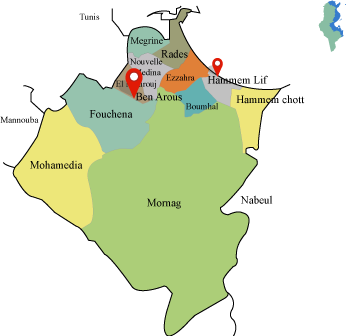 Tunis
Megrine
Rades
Nouvelle
Medina
Ezzahra
Hammem Lif
El
Ben Arous
Hammem chott
Boumhal
Fouchena
Mannouba
Mohamedia
Mornag
Nabeul